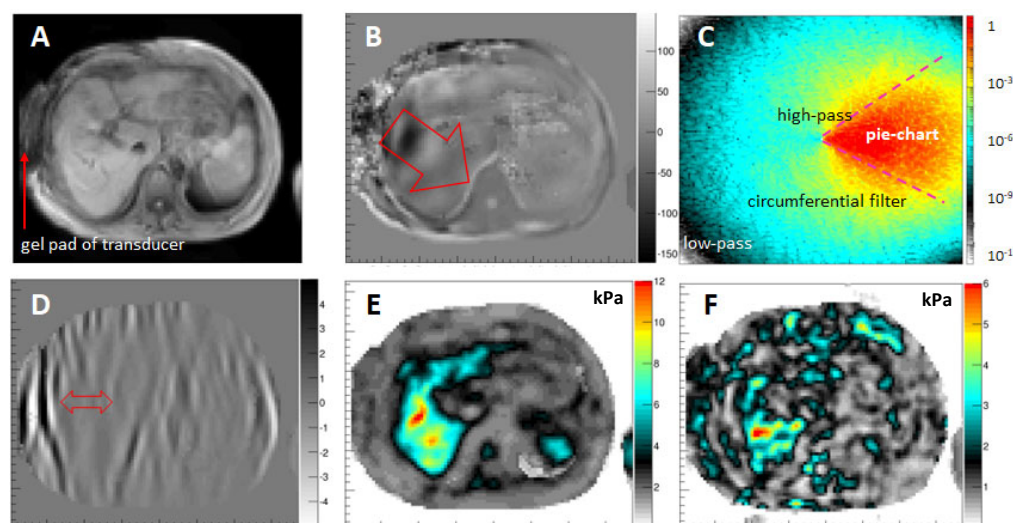 A
gel pad of transducer
B
100
50
0
-50
-100
-150
C
high-pass
pie-chart
circumferential filter
low-pass
1
10-3
10-6
10-9
10-1
D
4
3
2
1
0
-1
-2
-3
-4
E
kPa
12
10
8
6
4
2
F
kPa
6
5
4
3
2
1